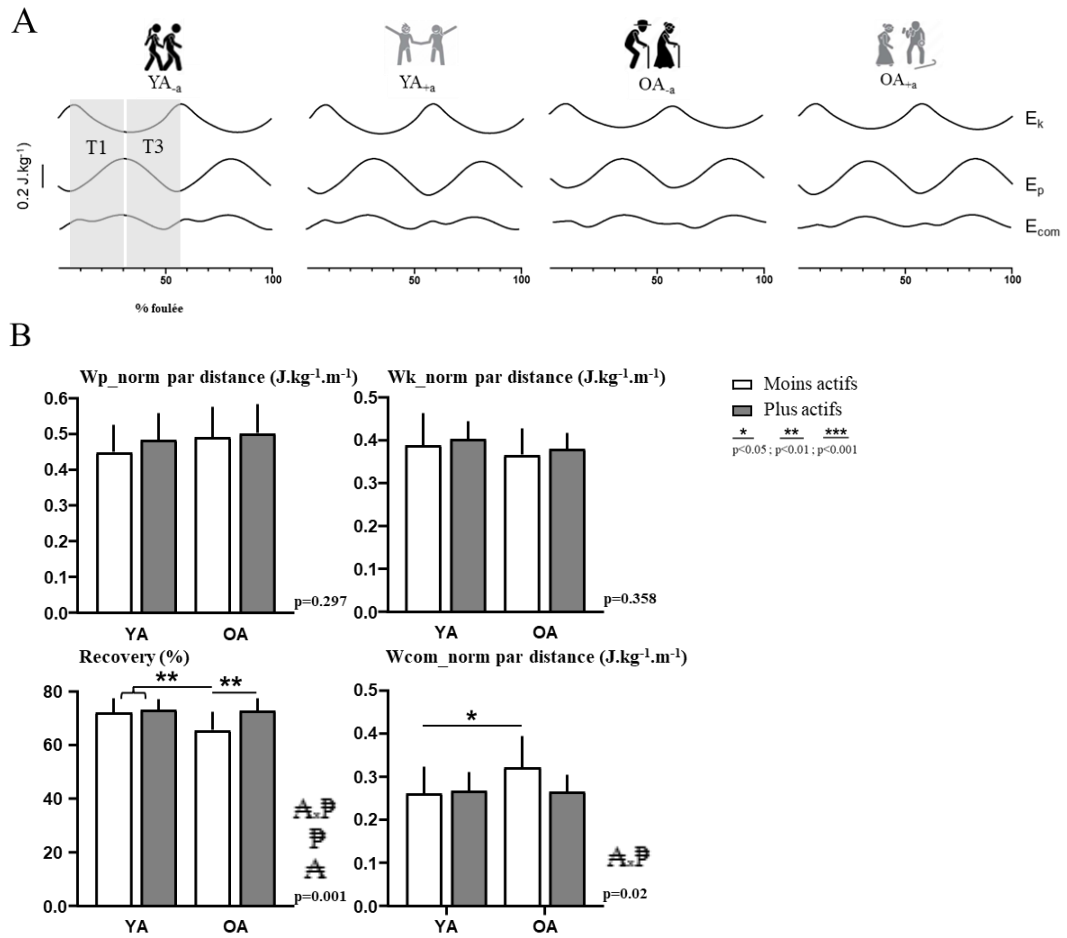 A
YA-a
YA+a
OA-a
OA+a
Ek
T1 T3
0.2 J.kg-1)
Ep
Ecom
50 100 50 100 50 100 50 100
% foulée
B
Wp_norm par distance (J.kg-1.m-1)
0.6
0.5
0.4
0.3
0.2
0.1
0.0
YA OA
p=0.297
Wk_norm par distance (J.kg-1.m-1)
0.5
0.4
0.3
0.2
0.1
0.0
YA OA
p=0.358
Moins actifs
Plus actifs
* ** ***
p<0.05 ; p<0.01 ; p<0.001
Recovery (%)
80
60
40
20
0
** **
YA OA
A×P
P
A
p=0.001
Wcom_norm par distance (J.kg-1.m-1)
0.5
0.4
0.3
0.2
0.1
0.0
*
YA OA
A×P
p=0.02